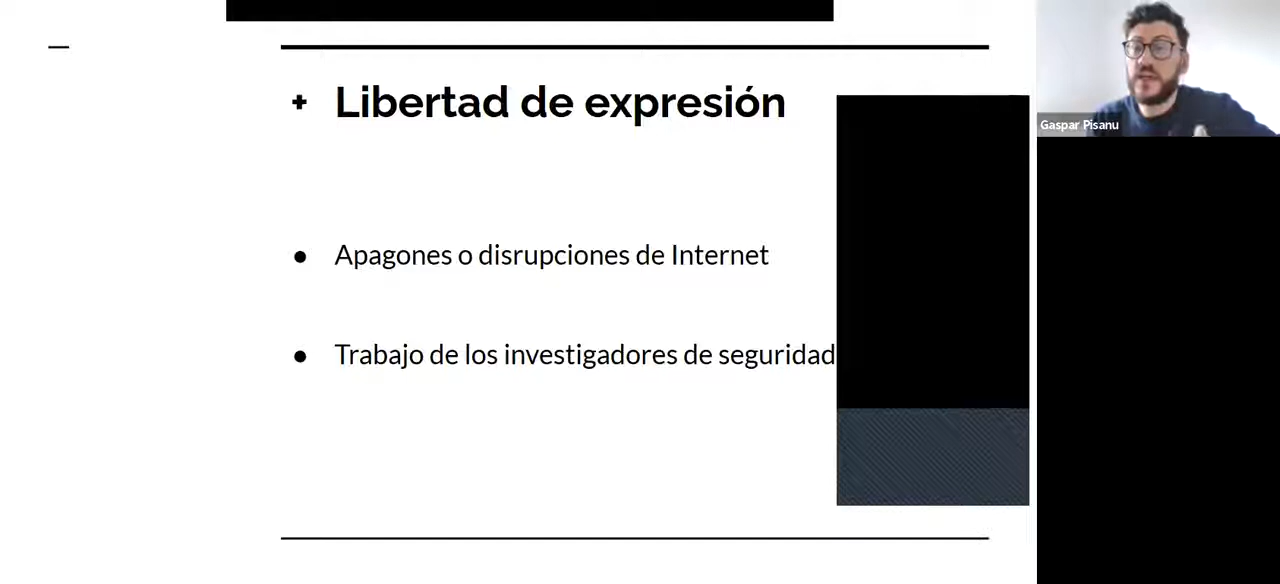 + Libertad de expresión
Gaspar Pisanu
● Apagones o disrupciones de Internet
● Trabajo de los investigadores de seguridad